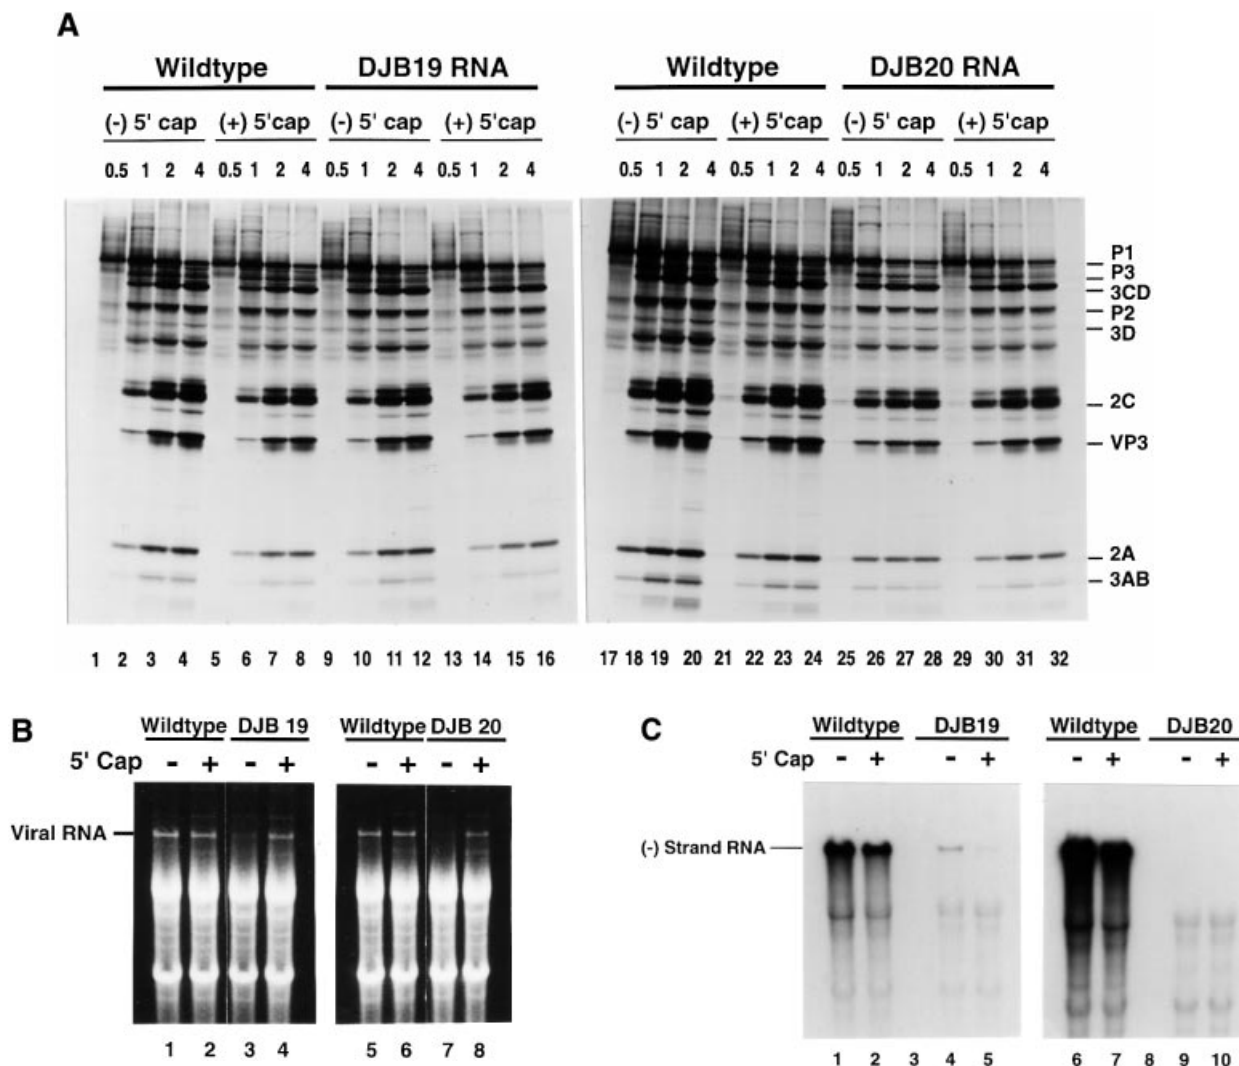 A
Wildtype DJB19 RNA Wildtype DJB20 RNA
(-) 5' cap (+) 5'cap (-) 5' cap (+) 5'cap (-) 5' cap (+) 5'cap (-) 5' cap (+) 5'cap
0.5 1 2 4 0.5 1 2 4 0.5 1 2 4 0.5 1 2 4 0.5 1 2 4 0.5 1 2 4 0.5 1 2 4 0.5 1 2 4
P1
P3
3CD
P2
3D
2C
VP3
2A
3AB
1 2 3 4 5 6 7 8 9 10 11 12 13 14 15 16 17 18 19 20 21 22 23 24 25 26 27 28 29 30 31 32
B
Wildtype DJB 19 Wildtype DJB 20
5' Cap - + - + - + - +
Viral RNA
1 2 3 4 5 6 7 8
C
Wildtype DJB19 Wildtype DJB20
5' Cap - + - + - + - +
(-) Strand RNA
1 2 3 4 5 6 7 8 9 10